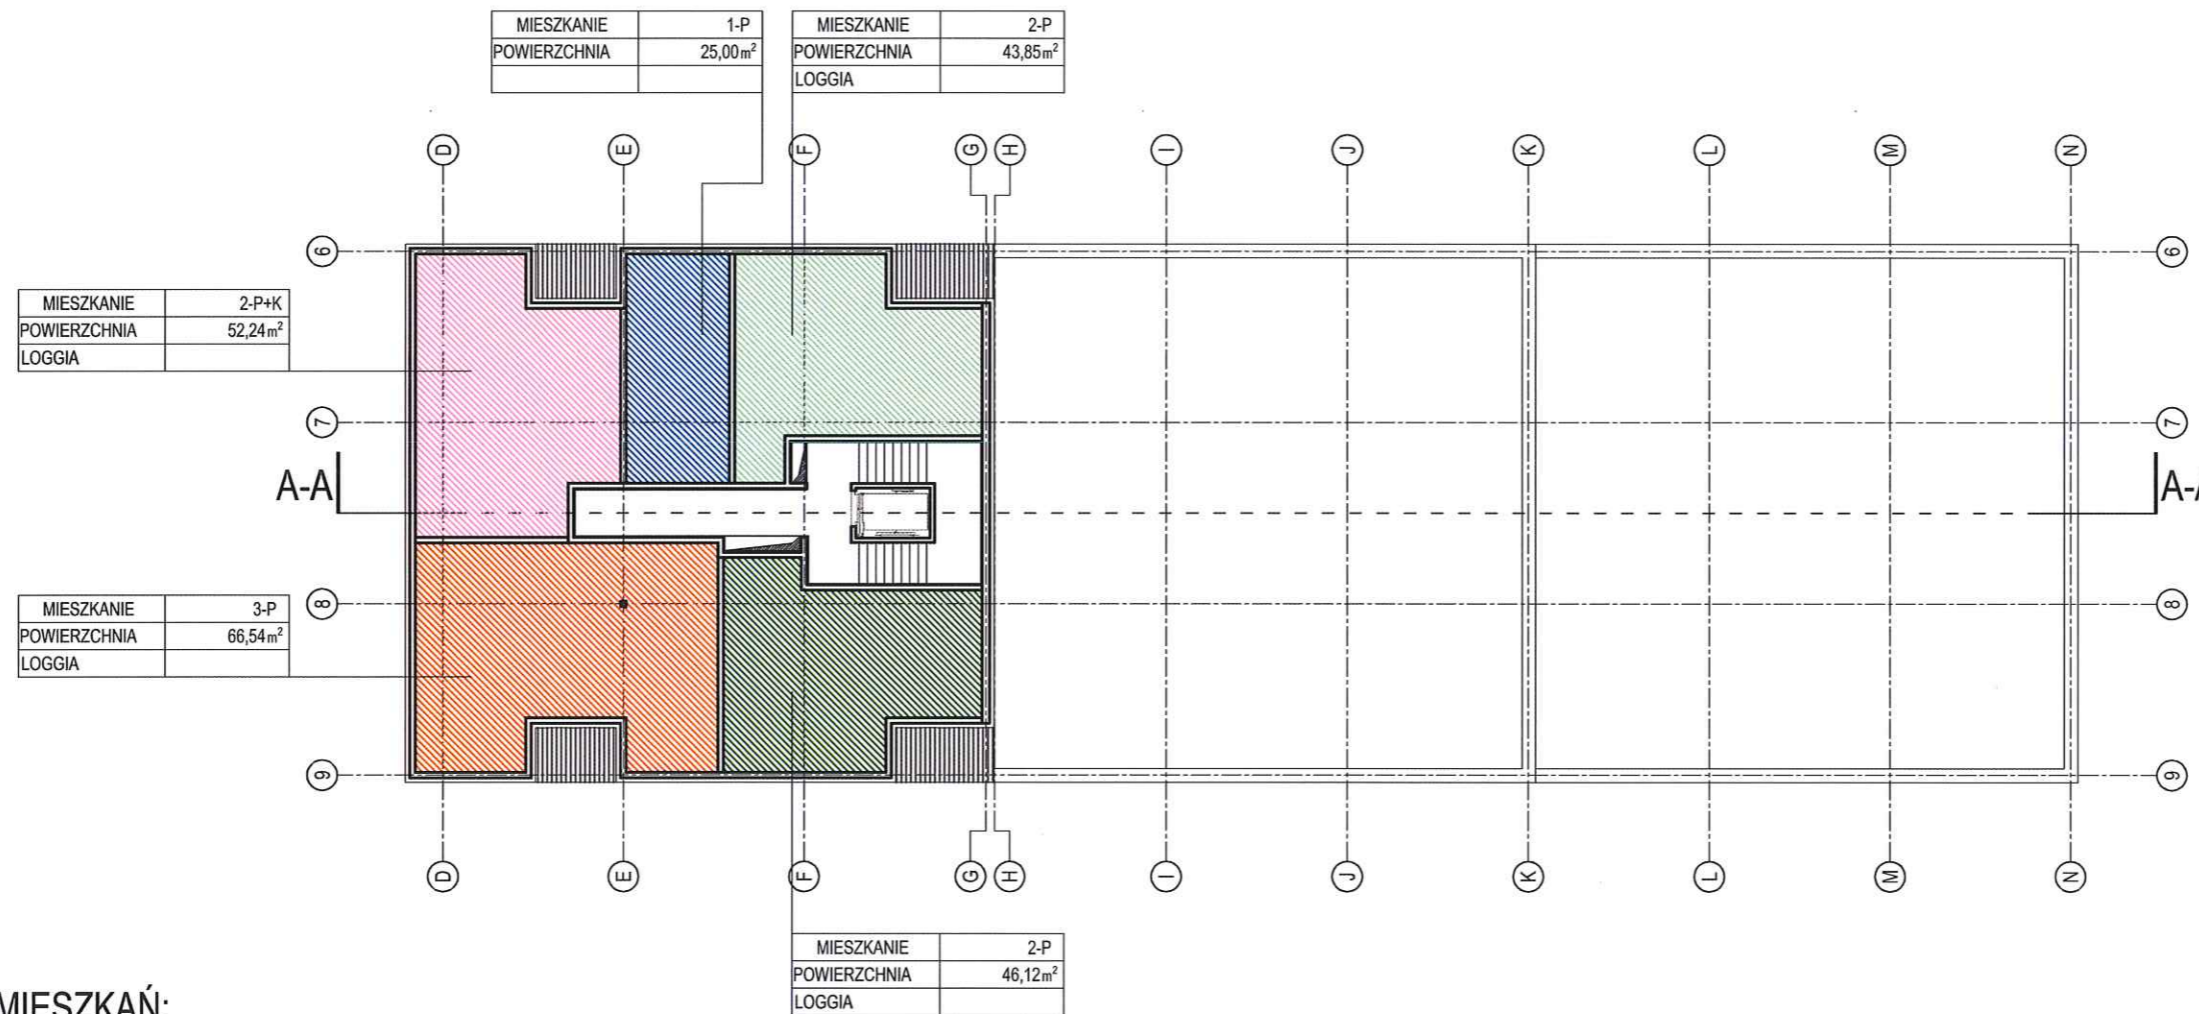 MIESZKANIE 1-P
POWIERZCHNIA 25,00m²
MIESZKANIE 2-P
POWIERZCHNIA 43,85m²
LOGGIA
D E F G H I J K L M N
6 6
MIESZKANIE 2-P+K
POWIERZCHNIA 52,24m²
LOGGIA
7 7
A-A A-A
MIESZKANIE 3-P
POWIERZCHNIA 66,54m²
LOGGIA
8 8
9 9
D E F G H I J K L M N
MIESZKANIE 2-P
POWIERZCHNIA 46,12m²
LOGGIA
MIESZKAŃ: